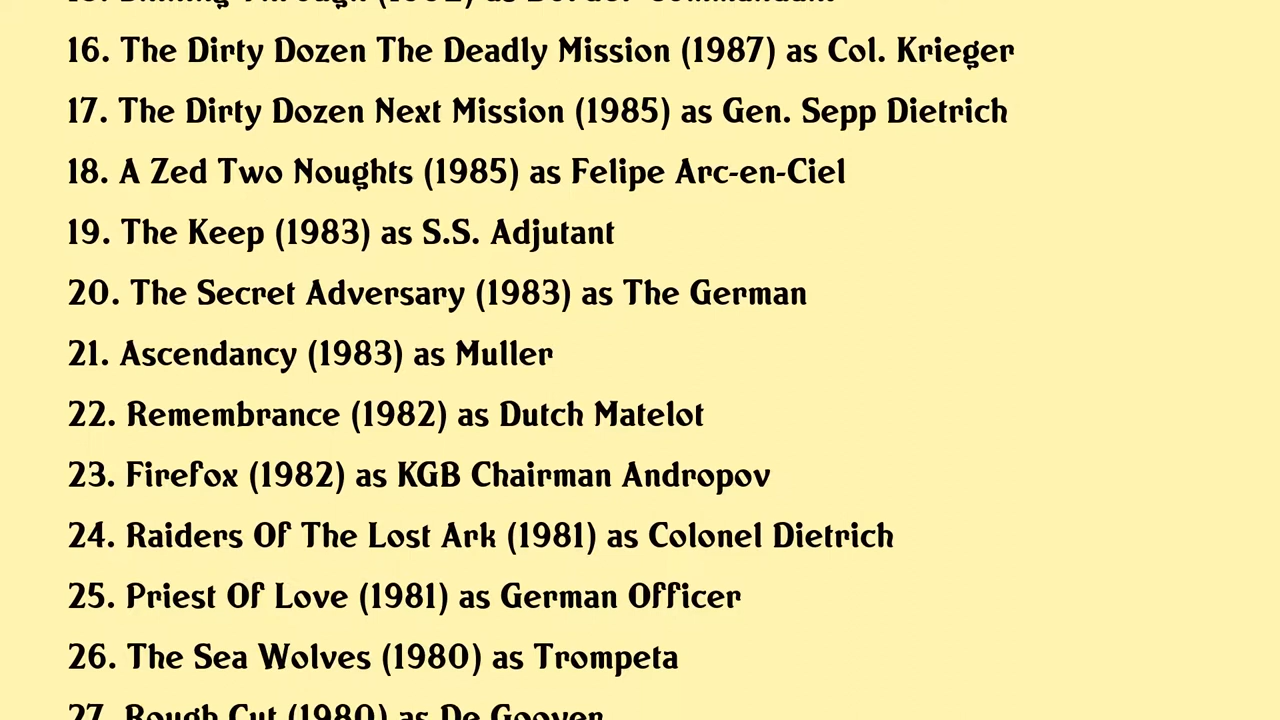 16. The Dirty Dozen The Deadly Mission (1987) as Col. Krieger
17. The Dirty Dozen Next Mission (1985) as Gen. Sepp Dietrich
18. A Zed Two Noughts (1985) as Felipe Arc-en-Ciel
19. The Keep (1983) as S.S. Adjutant
20. The Secret Adversary (1983) as The German
21. Ascendancy (1983) as Muller
22. Remembrance (1982) as Dutch Matelot
23. Firefox (1982) as KGB Chairman Andropov
24. Raiders Of The Lost Ark (1981) as Colonel Dietrich
25. Priest Of Love (1981) as German Officer
26. The Sea Wolves (1980) as Trompeta
27. Rough Cut (1980) as De Gooyer